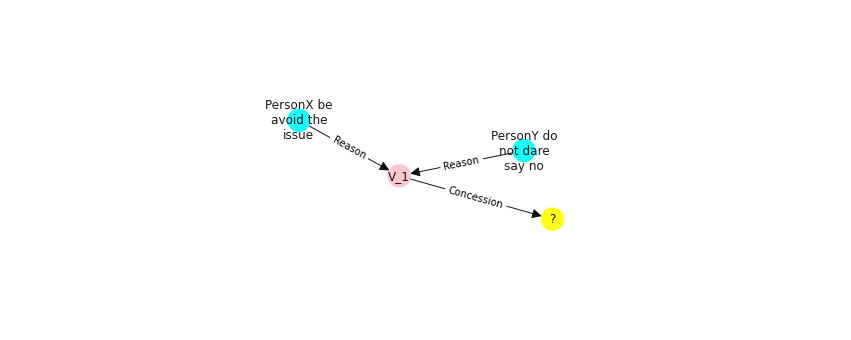 PersonX be
avoid the
issue
Reason
PersonY do
not dare
say no
Reason
V_1
Concession
?